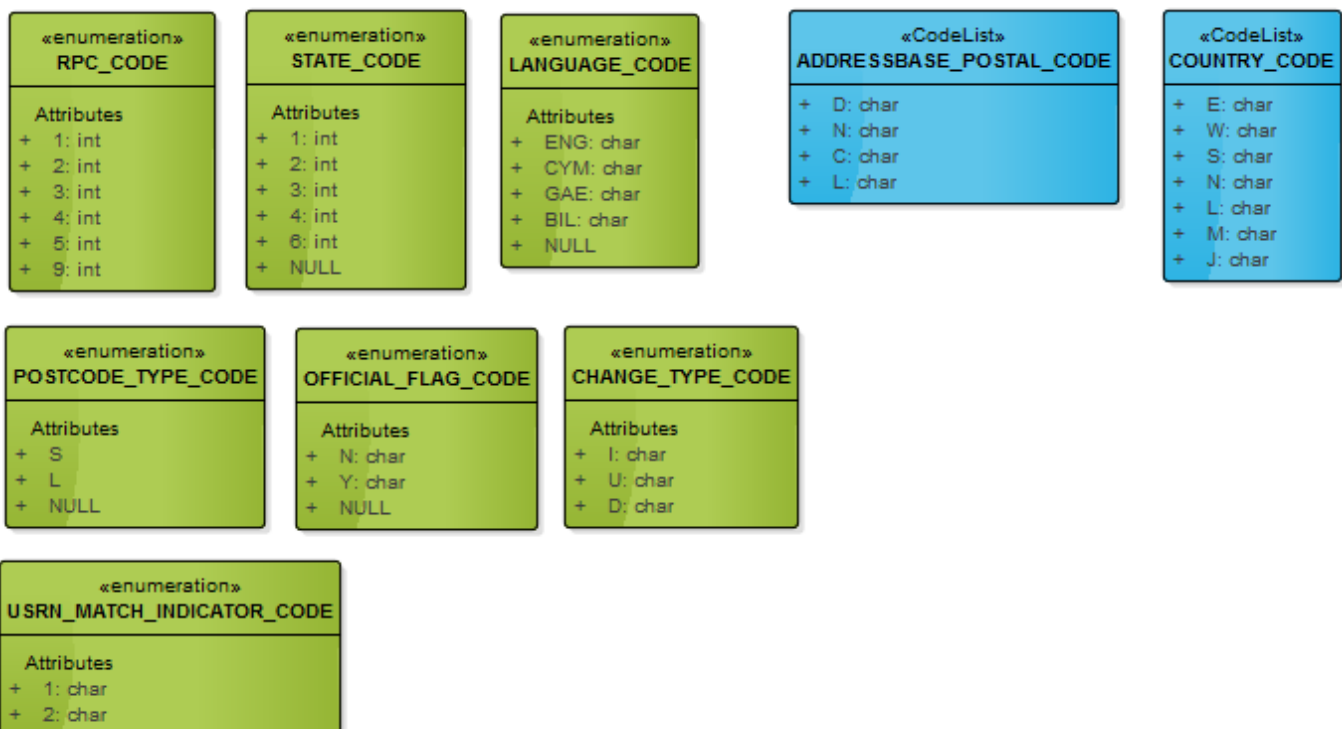 «enumeration»
RPC_CODE
Attributes
+ 1: int
+ 2: int
+ 3: int
+ 4: int
+ 5: int
+ 9: int
«enumeration»
STATE_CODE
Attributes
+ 1: int
+ 2: int
+ 3: int
+ 4: int
+ 6: int
+ NULL
«enumeration»
LANGUAGE_CODE
Attributes
+ ENG: char
+ CYM: char
+ GAE: char
+ BIL: char
+ NULL
«CodeList»
ADDRESSBASE_POSTAL_CODE
+ D: char
+ N: char
+ C: char
+ L: char
«CodeList»
COUNTRY_CODE
+ E: char
+ W: char
+ S: char
+ N: char
+ L: char
+ M: char
+ J: char
«enumeration»
POSTCODE_TYPE_CODE
Attributes
+ S
+ L
+ NULL
«enumeration»
OFFICIAL_FLAG_CODE
Attributes
+ N: char
+ Y: char
+ NULL
«enumeration»
CHANGE_TYPE_CODE
Attributes
+ I: char
+ U: char
+ D: char
«enumeration»
USRN_MATCH_INDICATOR_CODE
Attributes
+ 1: char
+ 2: char